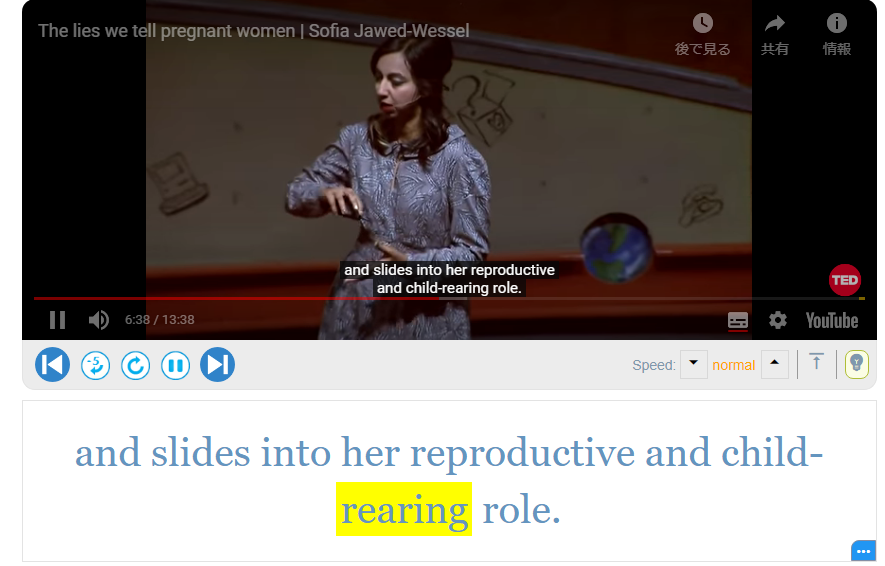 The lies we tell pregnant women | Sofia Jawed-Wessel
後で見る
共有
情報
and slides into her reproductive
and child-rearing role.
TED
6:38 / 13:38
YouTube
-5
Speed:
normal
and slides into her reproductive and child-
rearing role.